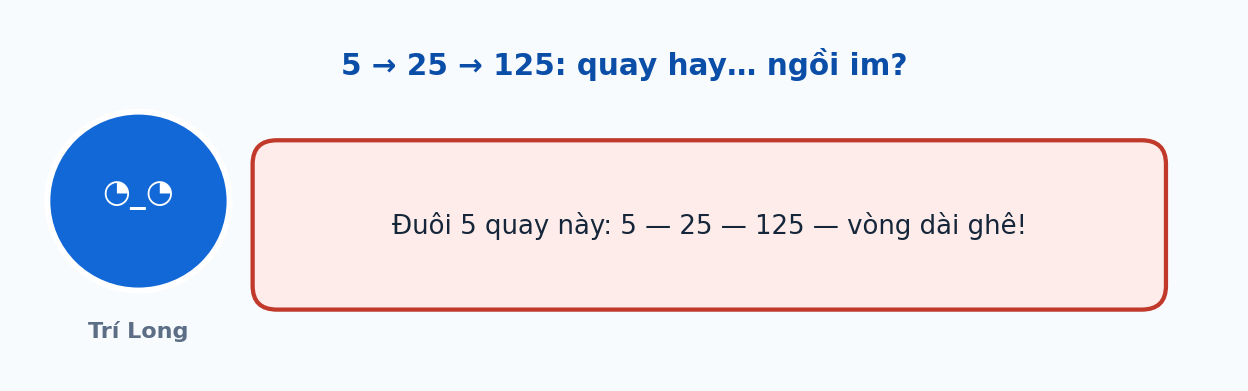 5 → 25 → 125: quay hay… ngồi im?
◔_◔
Đuôi 5 quay này: 5 — 25 — 125 — vòng dài ghê!
Trí Long